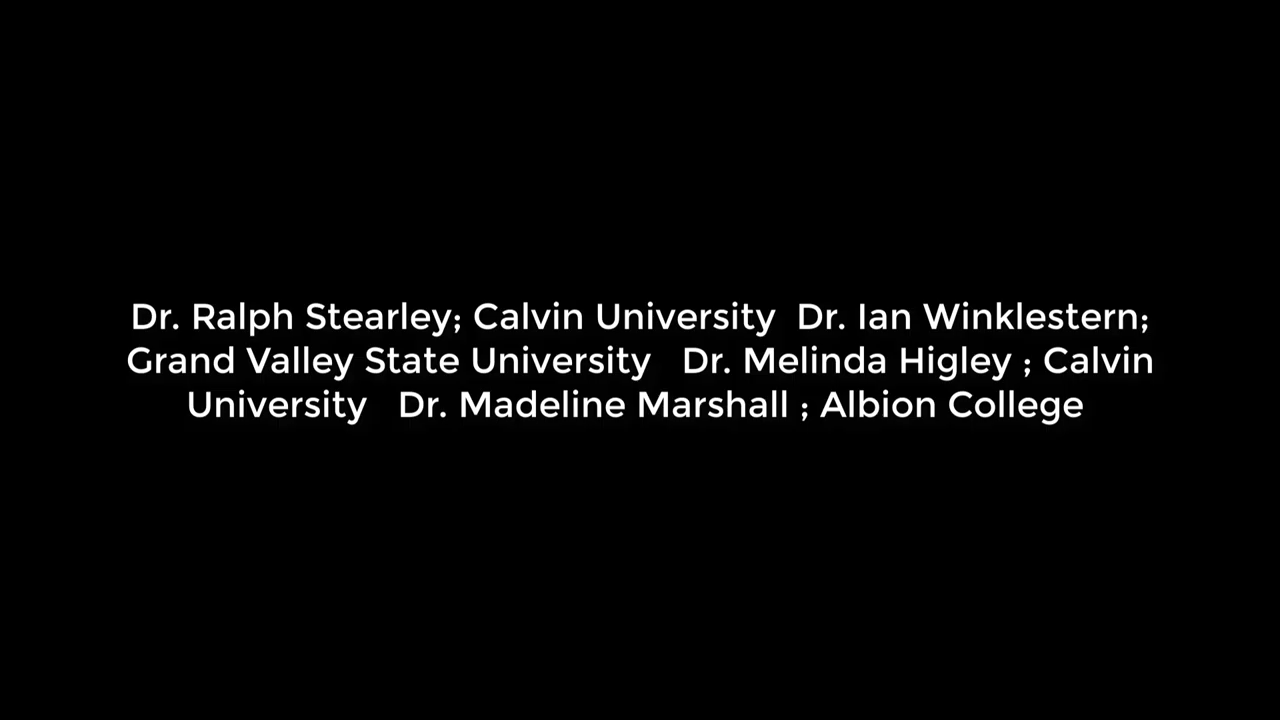 Dr. Ralph Stearley; Calvin University  Dr. Ian Winklestern;
Grand Valley State University   Dr. Melinda Higley ; Calvin
University   Dr. Madeline Marshall ; Albion College